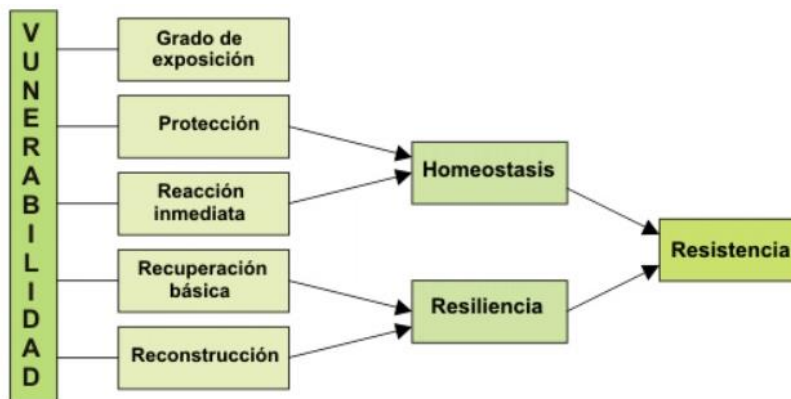 VUNERABILIDAD
Grado de
exposición
Protección
Reacción
inmediata
Recuperación
básica
Reconstrucción
Homeostasis
Resiliencia
Resistencia